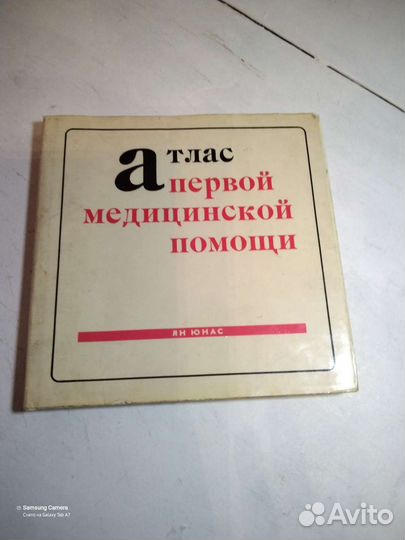 атлас
первой
медицинской
помощи
ЯН ЮНАС
Samsung Camera
Снято на Galaxy Tab A7
Avito